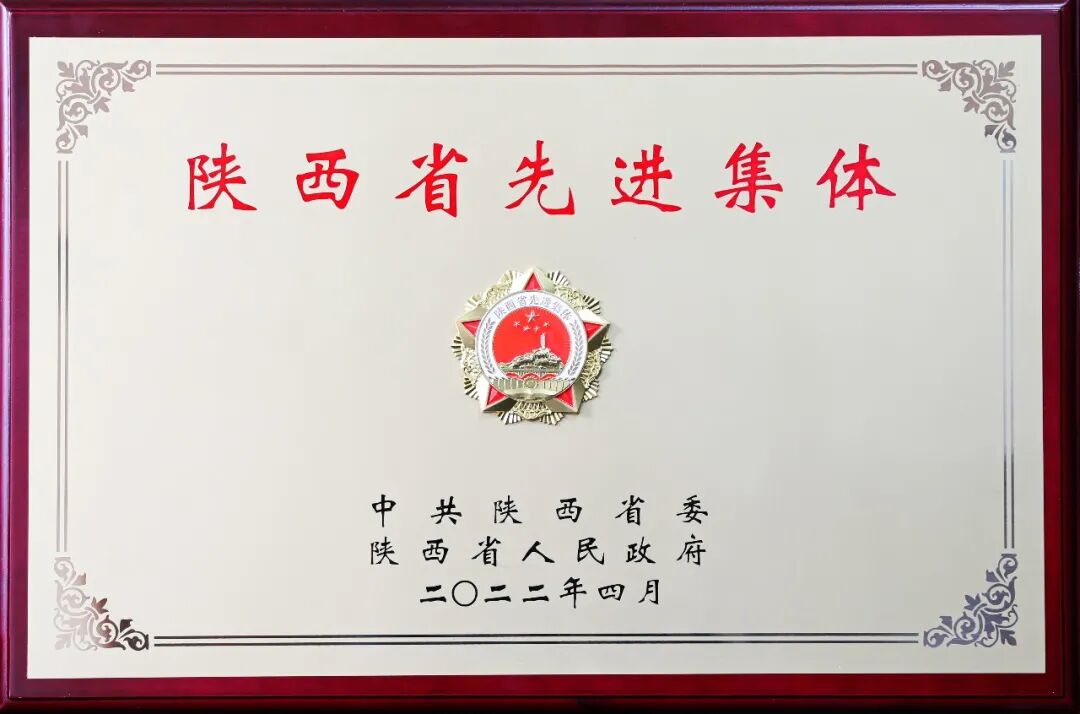 陕西省先进集体
陕西省先进集体
中共陕西省委
陕西省人民政府
二〇二二年四月